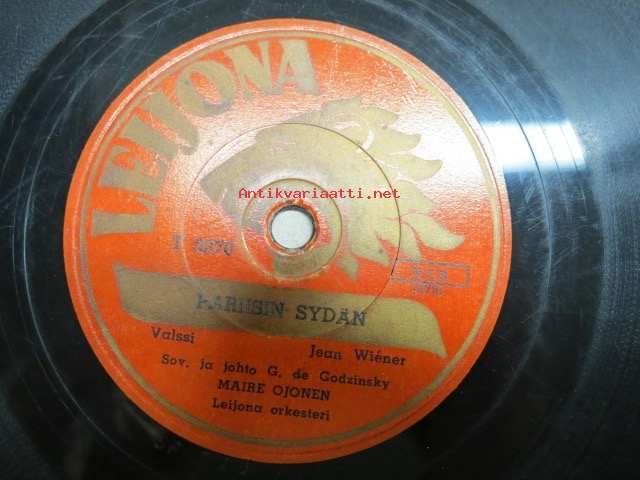 LEIJONA
Antikvariaatti.net
PARIISIN SYDÄN
Valssi Jean Wiéner
Sov. ja johto G. de Godzinsky
MAIRE OJONEN
Leijona orkesteri